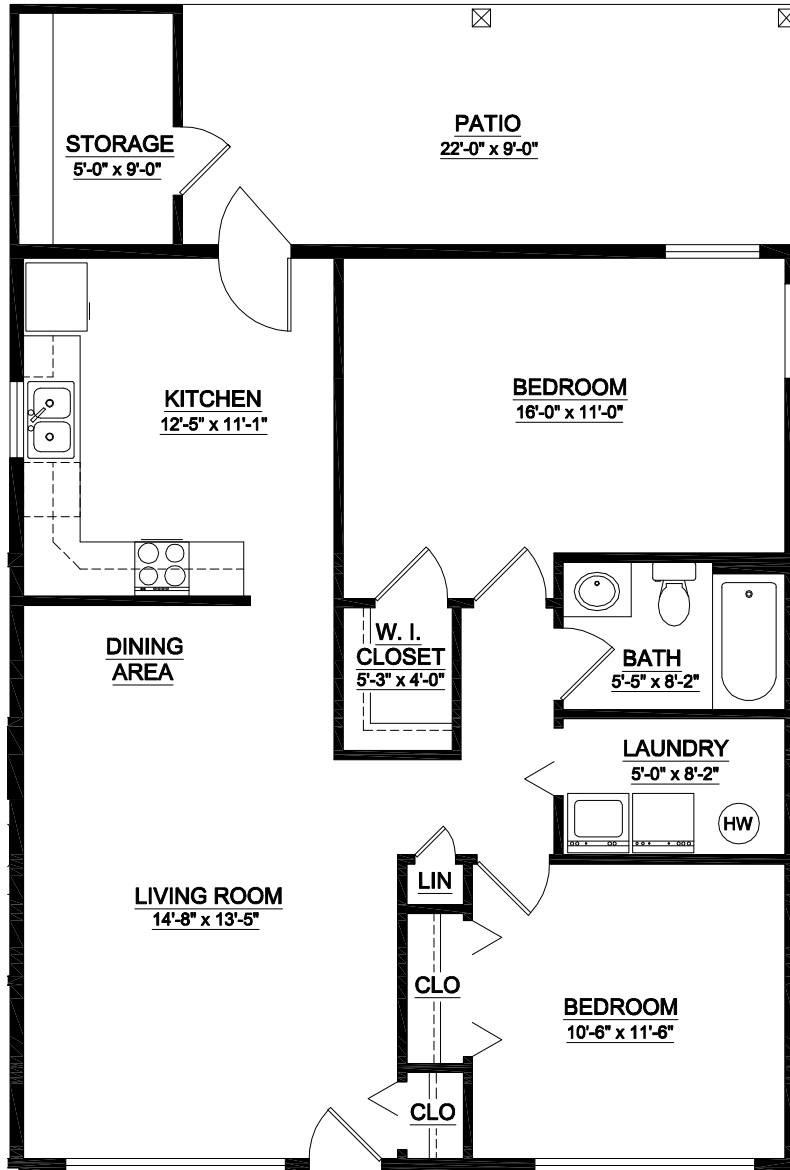 STORAGE
5'-0" x 9'-0"
PATIO
22'-0" x 9'-0"
KITCHEN
12'-5" x 11'-1"
BEDROOM
16'-0" x 11'-0"
DINING
AREA
W. I.
CLOSET
5'-3" x 4'-0"
BATH
5'-5" x 8'-2"
LAUNDRY
5'-0" x 8'-2"
HW
LIVING ROOM
14'-8" x 13'-5"
LIN
CLO
BEDROOM
10'-6" x 11'-6"
CLO